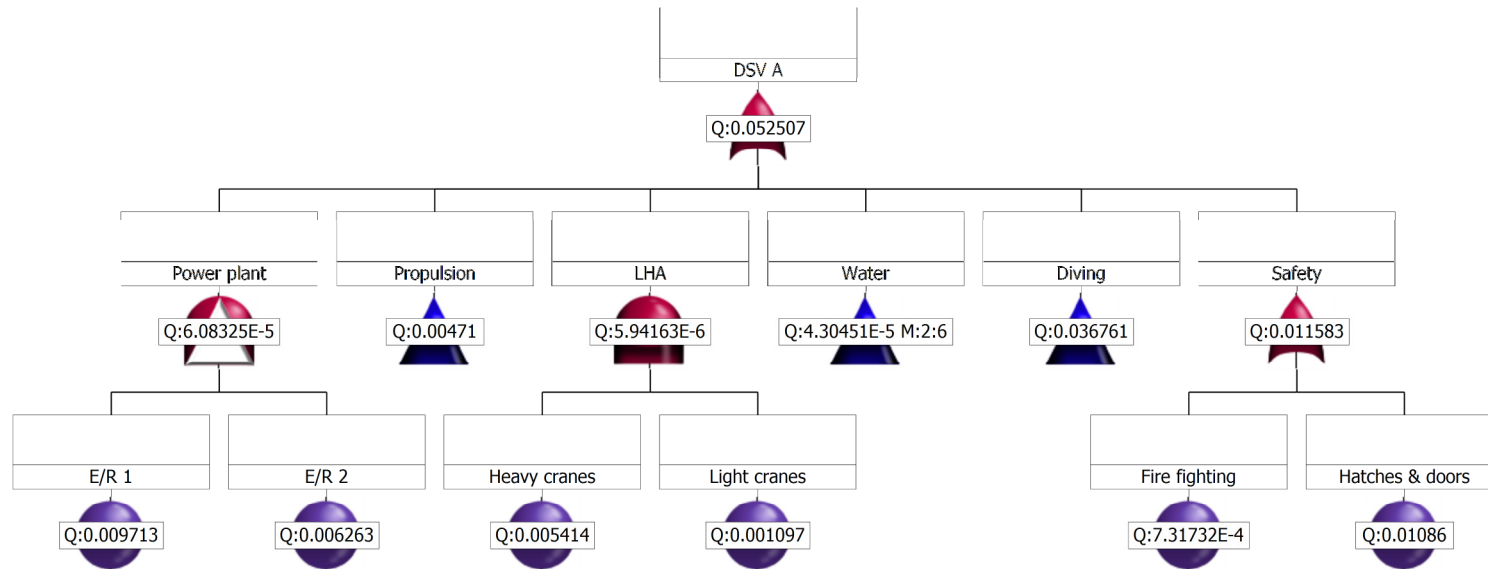 DSV A
Q:0.052507
Power plant
Propulsion
LHA
Water
Diving
Safety
Q:6.08325E-5
Q:0.00471
Q:5.94163E-6
Q:4.30451E-5 M:2:6
Q:0.036761
Q:0.011583
E/R 1
E/R 2
Heavy cranes
Light cranes
Fire fighting
Hatches & doors
Q:0.009713
Q:0.006263
Q:0.005414
Q:0.001097
Q:7.31732E-4
Q:0.01086